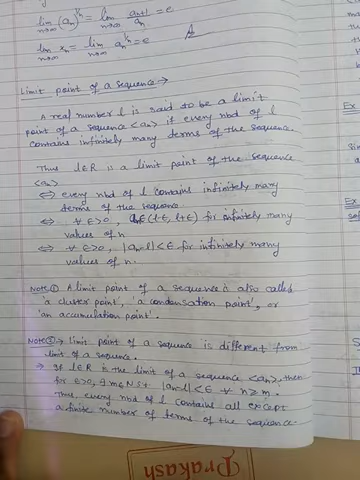 lim (an)^1/n = lim an+1/an = e
n→∞ n→∞
lim xn = lim an^1/n = e
n→∞ n→∞
Limit point of a sequence →
A real number l is said to be a limit
point of a sequence <an> if every nbd of l
contains infinitely many terms of the sequence.
Thus l∈R is a limit point of the sequence
<an>
⇔ every nbd of l contains infinitely many
terms of the sequence
⇔ ∀ ε>0, an∈(l-ε, l+ε) for infinitely many
values of n
⇔ ∀ ε>0, |an-l|<ε for infinitely many
values of n.
Note① A limit point of a sequence is also called
'a cluster point', 'a condensation point', or
'an accumulation point'.
Note② → limit point of a sequence is different from
limit of a sequence.
→ If l∈R is the limit of a sequence <an>, then
for ε>0, ∃ m∈N s.t. |an-l|<ε ∀ n≥m.
Thus every nbd of l contains all except
a finite number of terms of the sequence.
Ex
Ex
Prakash